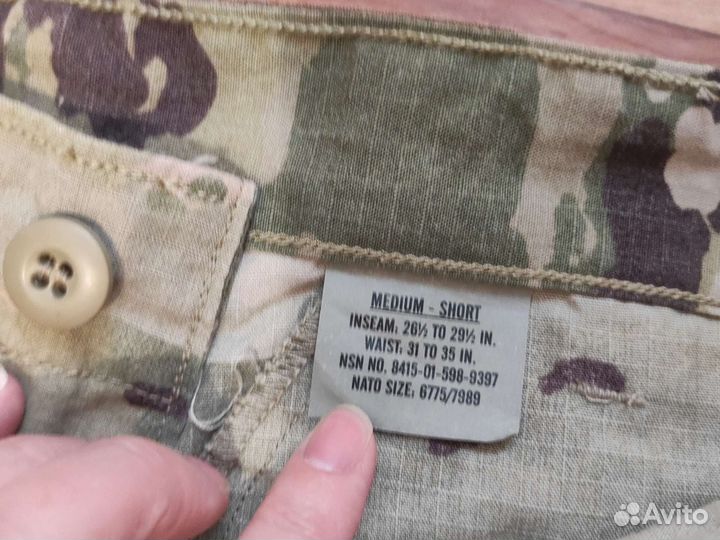 MEDIUM - SHORT
INSEAM: 26½ TO 29½ IN.
WAIST: 31 TO 35 IN.
NSN NO. 8415-01-598-9397
NATO SIZE: 6775/7989
Avito